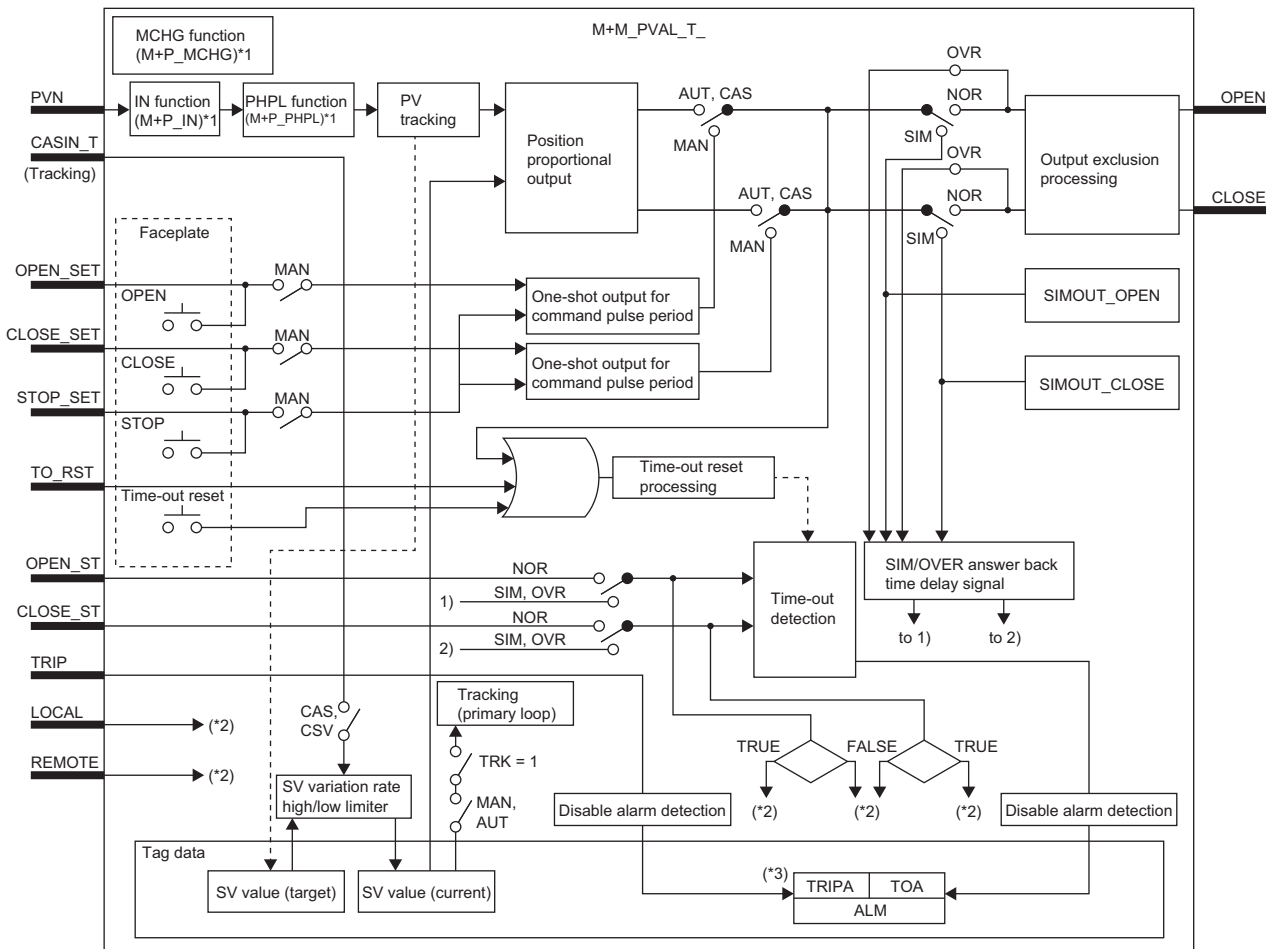 M+M_PVAL_T_
MCHG function
(M+P_MCHG)*1
OVR
PVN
IN function
(M+P_IN)*1
PHPL function
(M+P_PHPL)*1
PV
tracking
AUT, CAS
NOR
OPEN
CASIN_T
(Tracking)
MAN
SIM
Position
proportional
output
OVR
Output exclusion
processing
AUT, CAS
NOR
CLOSE
MAN
SIM
Faceplate
OPEN_SET
MAN
OPEN
One-shot output for
command pulse period
SIMOUT_OPEN
CLOSE_SET
MAN
CLOSE
One-shot output for
command pulse period
SIMOUT_CLOSE
STOP_SET
MAN
STOP
TO_RST
Time-out reset
Time-out reset
processing
OPEN_ST
NOR
1)
SIM, OVR
Time-out
detection
SIM/OVER answer back
time delay signal
to 1)
to 2)
CLOSE_ST
NOR
2)
SIM, OVR
TRIP
Tracking
(primary loop)
LOCAL
(*2)
CAS,
CSV
TRK = 1
TRUE
FALSE
TRUE
REMOTE
(*2)
SV variation rate
high/low limiter
MAN,
AUT
Disable alarm detection
(*2)
(*2)
(*2)
(*2)
Disable alarm detection
Tag data
SV value (target)
SV value (current)
(*3)
TRIPA
TOA
ALM